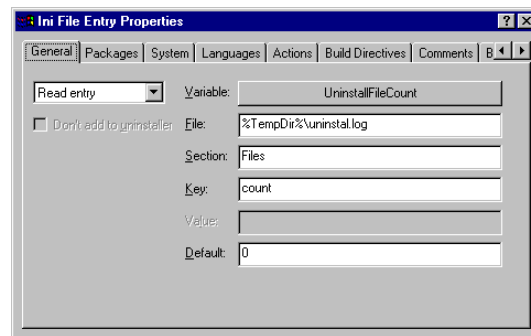 Ini File Entry Properties
General Packages System Languages Actions Build Directives Comments B
Read entry Variable: UninstallFileCount
Don't add to uninstaller File: %TempDir%\uninstal.log
Section: Files
Key: count
Value:
Default: 0